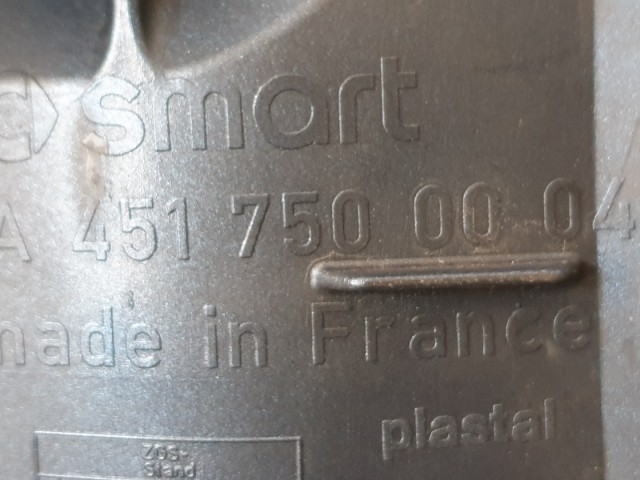 smart
A 451 750 00 04
made in France
plastal
ZGS-
Stand